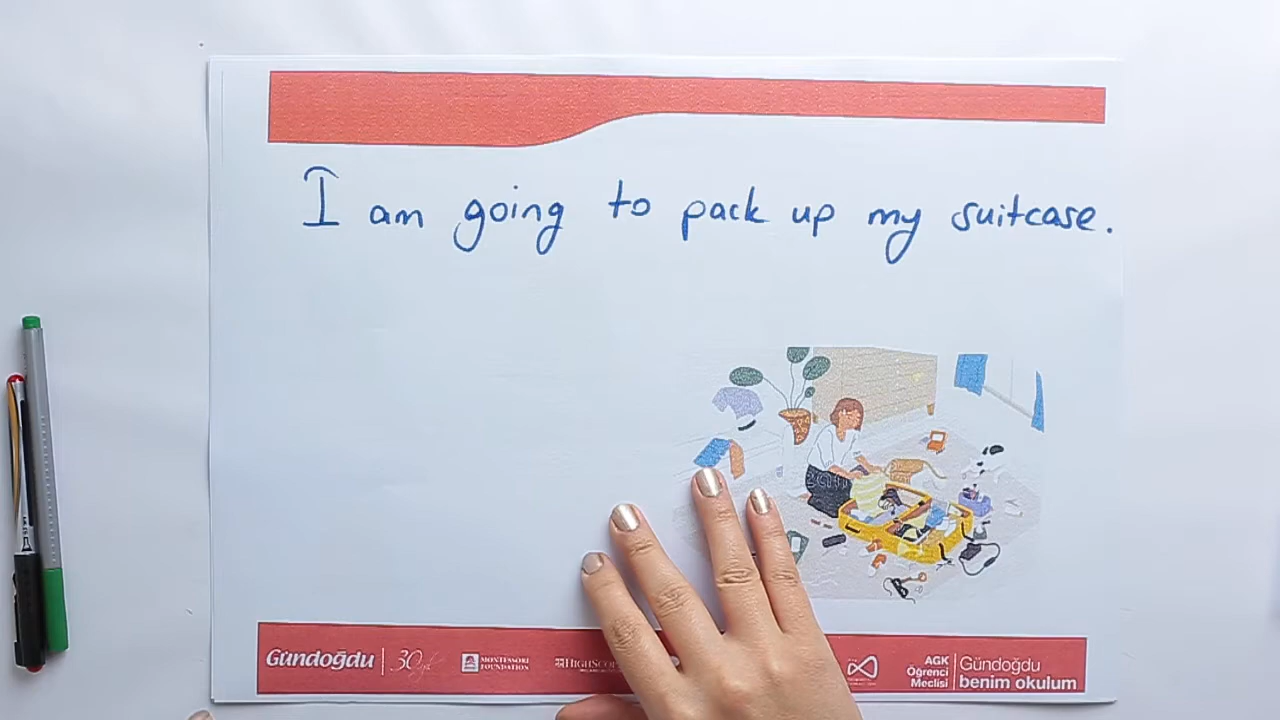 I am going to pack up my suitcase.
Gündoğdu
30
MONTESSORI
FOUNDATION
AGK
Öğrenci
Meclisi
Gündoğdu
benim okulum